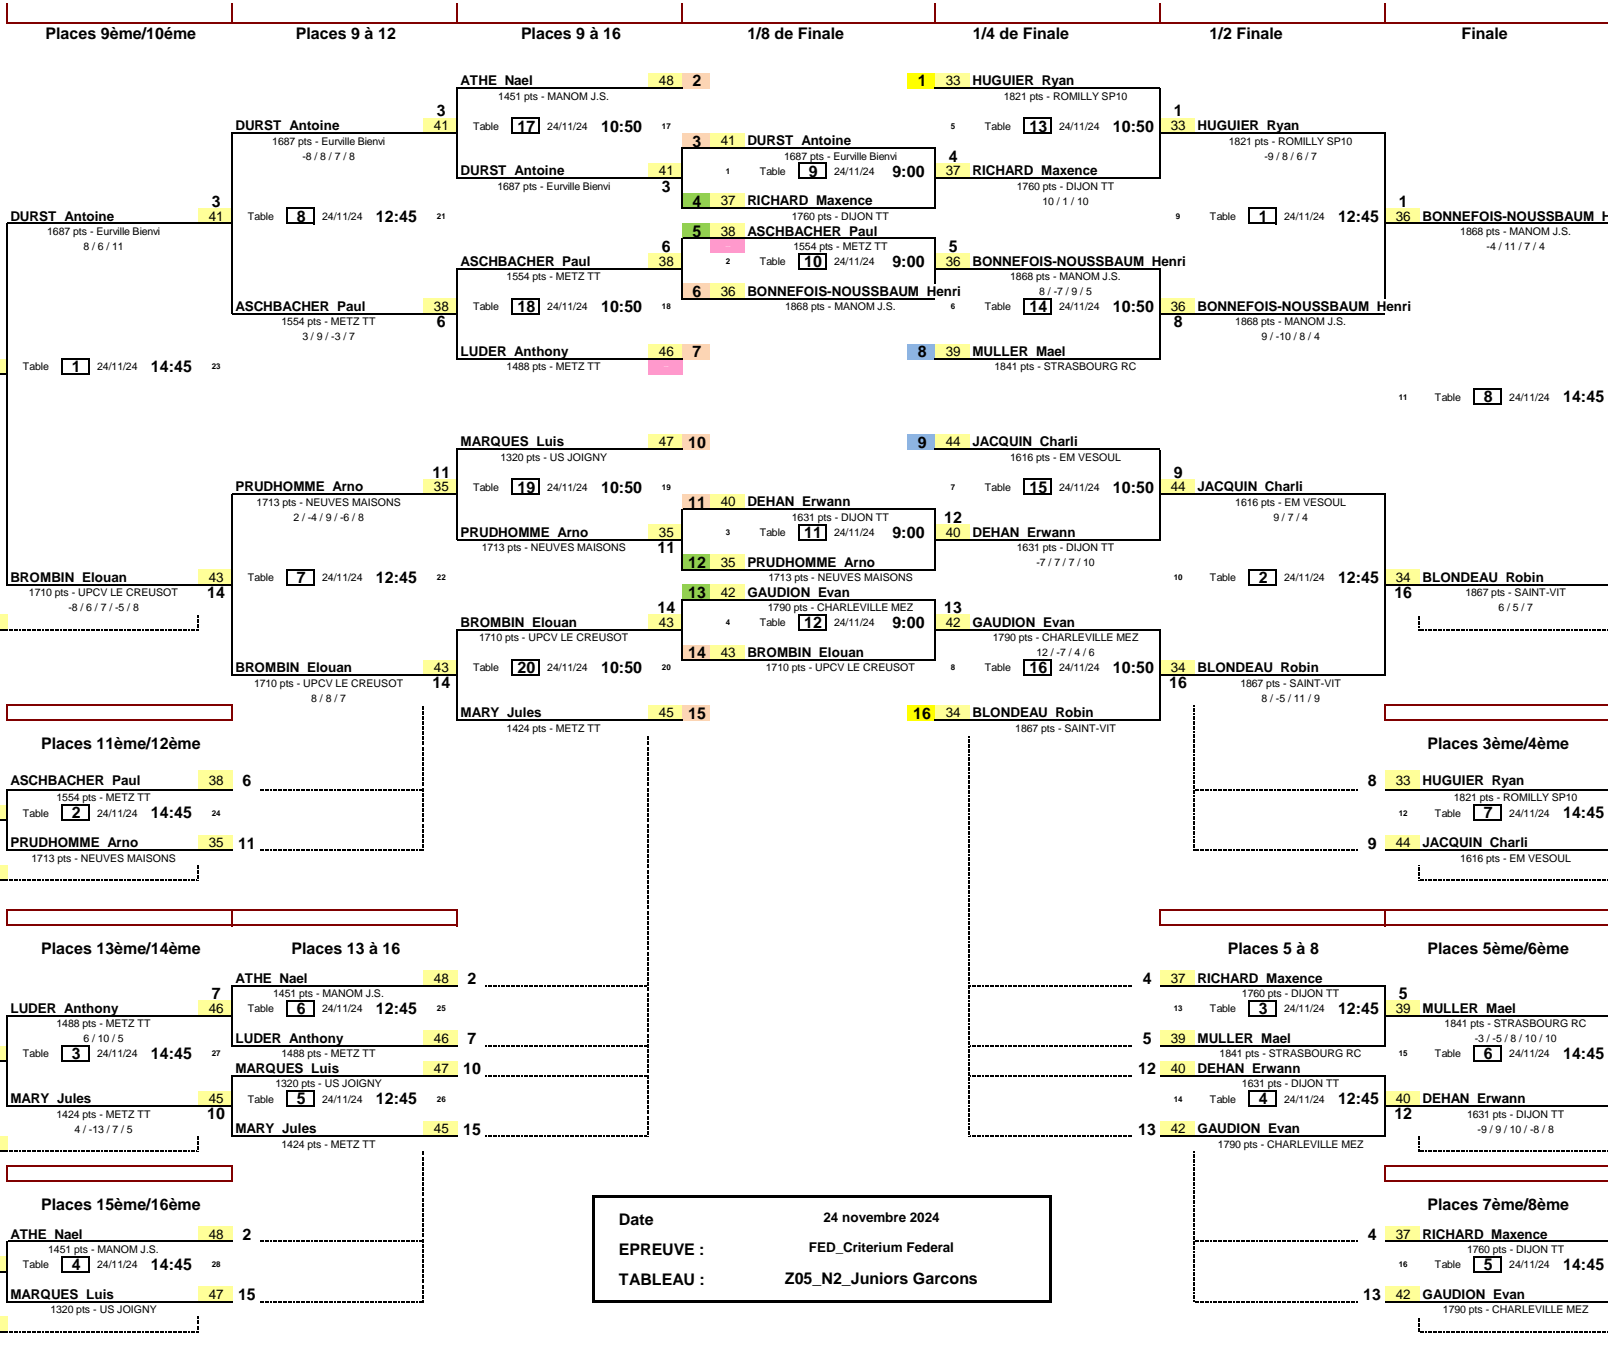 Places 9ème/10éme Places 9 à 12 Places 9 à 16 1/8 de Finale 1/4 de Finale 1/2 Finale Finale
ATHE Nael 48 2 1 33 HUGUIER Ryan
1451 pts - MANOM J.S. 1821 pts - ROMILLY SP10
3 1
DURST Antoine 41 Table 17 24/11/24 10:50 17 5 Table 13 24/11/24 10:50 33 HUGUIER Ryan
1687 pts - Eurville Bienvi 3 41 DURST Antoine 1821 pts - ROMILLY SP10
-8 / 8 / 7 / 8 1687 pts - Eurville Bienvi 4 -9 / 8 / 6 / 7
DURST Antoine 41 1 Table 9 24/11/24 9:00 37 RICHARD Maxence
1687 pts - Eurville Bienvi 3 1760 pts - DIJON TT
3 4 37 RICHARD Maxence 10 / 1 / 10 1
DURST Antoine 41 Table 8 24/11/24 12:45 21 1760 pts - DIJON TT 9 Table 1 24/11/24 12:45 36 BONNEFOIS-NOUSSBAUM H
1687 pts - Eurville Bienvi 5 38 ASCHBACHER Paul 1868 pts - MANOM J.S.
8 / 6 / 11 6 1554 pts - METZ TT 5 -4 / 11 / 7 / 4
ASCHBACHER Paul 38 2 Table 10 24/11/24 9:00 36 BONNEFOIS-NOUSSBAUM Henri
1554 pts - METZ TT 1868 pts - MANOM J.S.
6 36 BONNEFOIS-NOUSSBAUM Henri 8 / -7 / 9 / 5
ASCHBACHER Paul 38 Table 18 24/11/24 10:50 18 1868 pts - MANOM J.S. 6 Table 14 24/11/24 10:50 36 BONNEFOIS-NOUSSBAUM Henri
1554 pts - METZ TT 6 8 1868 pts - MANOM J.S.
3 / 9 / -3 / 7 9 / -10 / 8 / 4
LUDER Anthony 46 7 8 39 MULLER Mael
Table 1 24/11/24 14:45 23 1488 pts - METZ TT 1841 pts - STRASBOURG RC
11 Table 8 24/11/24 14:45
MARQUES Luis 47 10 9 44 JACQUIN Charli
1320 pts - US JOIGNY 1616 pts - EM VESOUL
11 9
PRUDHOMME Arno 35 Table 19 24/11/24 10:50 19 7 Table 15 24/11/24 10:50 44 JACQUIN Charli
1713 pts - NEUVES MAISONS 11 40 DEHAN Erwann 1616 pts - EM VESOUL
2 / -4 / 9 / -6 / 8 1631 pts - DIJON TT 12 9 / 7 / 4
PRUDHOMME Arno 35 3 Table 11 24/11/24 9:00 40 DEHAN Erwann
1713 pts - NEUVES MAISONS 11 1631 pts - DIJON TT
12 35 PRUDHOMME Arno -7 / 7 / 7 / 10
BROMBIN Elouan 43 Table 7 24/11/24 12:45 22 1713 pts - NEUVES MAISONS 10 Table 2 24/11/24 12:45 34 BLONDEAU Robin
1710 pts - UPCV LE CREUSOT 14 13 42 GAUDION Evan 16 1867 pts - SAINT-VIT
-8 / 6 / 7 / -5 / 8 14 1790 pts - CHARLEVILLE MEZ 13 6 / 5 / 7
BROMBIN Elouan 43 4 Table 12 24/11/24 9:00 42 GAUDION Evan
1710 pts - UPCV LE CREUSOT 1790 pts - CHARLEVILLE MEZ
14 43 BROMBIN Elouan 12 / -7 / 4 / 6
BROMBIN Elouan 43 Table 20 24/11/24 10:50 20 1710 pts - UPCV LE CREUSOT 8 Table 16 24/11/24 10:50 34 BLONDEAU Robin
1710 pts - UPCV LE CREUSOT 14 16 1867 pts - SAINT-VIT
8 / 8 / 7 8 / -5 / 11 / 9
MARY Jules 45 15 16 34 BLONDEAU Robin
1424 pts - METZ TT 1867 pts - SAINT-VIT
Places 11ème/12ème Places 3ème/4ème
ASCHBACHER Paul 38 6 8 33 HUGUIER Ryan
1554 pts - METZ TT 1821 pts - ROMILLY SP10
Table 2 24/11/24 14:45 24 12 Table 7 24/11/24 14:45
PRUDHOMME Arno 35 11 9 44 JACQUIN Charli
1713 pts - NEUVES MAISONS 1616 pts - EM VESOUL
Places 13ème/14ème Places 13 à 16 Places 5 à 8 Places 5ème/6ème
ATHE Nael 48 2 4 37 RICHARD Maxence
7 1451 pts - MANOM J.S. 1760 pts - DIJON TT 5
LUDER Anthony 46 Table 6 24/11/24 12:45 25 13 Table 3 24/11/24 12:45 39 MULLER Mael
1488 pts - METZ TT 1841 pts - STRASBOURG RC
6 / 10 / 5 LUDER Anthony 46 7 5 39 MULLER Mael -3 / -5 / 8 / 10 / 10
Table 3 24/11/24 14:45 27 1488 pts - METZ TT 1841 pts - STRASBOURG RC 15 Table 6 24/11/24 14:45
MARQUES Luis 47 10 12 40 DEHAN Erwann
1320 pts - US JOIGNY 1631 pts - DIJON TT
MARY Jules 45 Table 5 24/11/24 12:45 26 14 Table 4 24/11/24 12:45 40 DEHAN Erwann
1424 pts - METZ TT 10 12 1631 pts - DIJON TT
4 / -13 / 7 / 5 MARY Jules 45 15 13 42 GAUDION Evan -9 / 9 / 10 / -8 / 8
1424 pts - METZ TT 1790 pts - CHARLEVILLE MEZ
Places 15ème/16ème Places 7ème/8ème
Date 24 novembre 2024
ATHE Nael 48 2 4 37 RICHARD Maxence
1451 pts - MANOM J.S. EPREUVE : FED_Criterium Federal 1760 pts - DIJON TT
Table 4 24/11/24 14:45 28 16 Table 5 24/11/24 14:45
TABLEAU : Z05_N2_Juniors Garcons
MARQUES Luis 47 15 13 42 GAUDION Evan
1320 pts - US JOIGNY 1790 pts - CHARLEVILLE MEZ